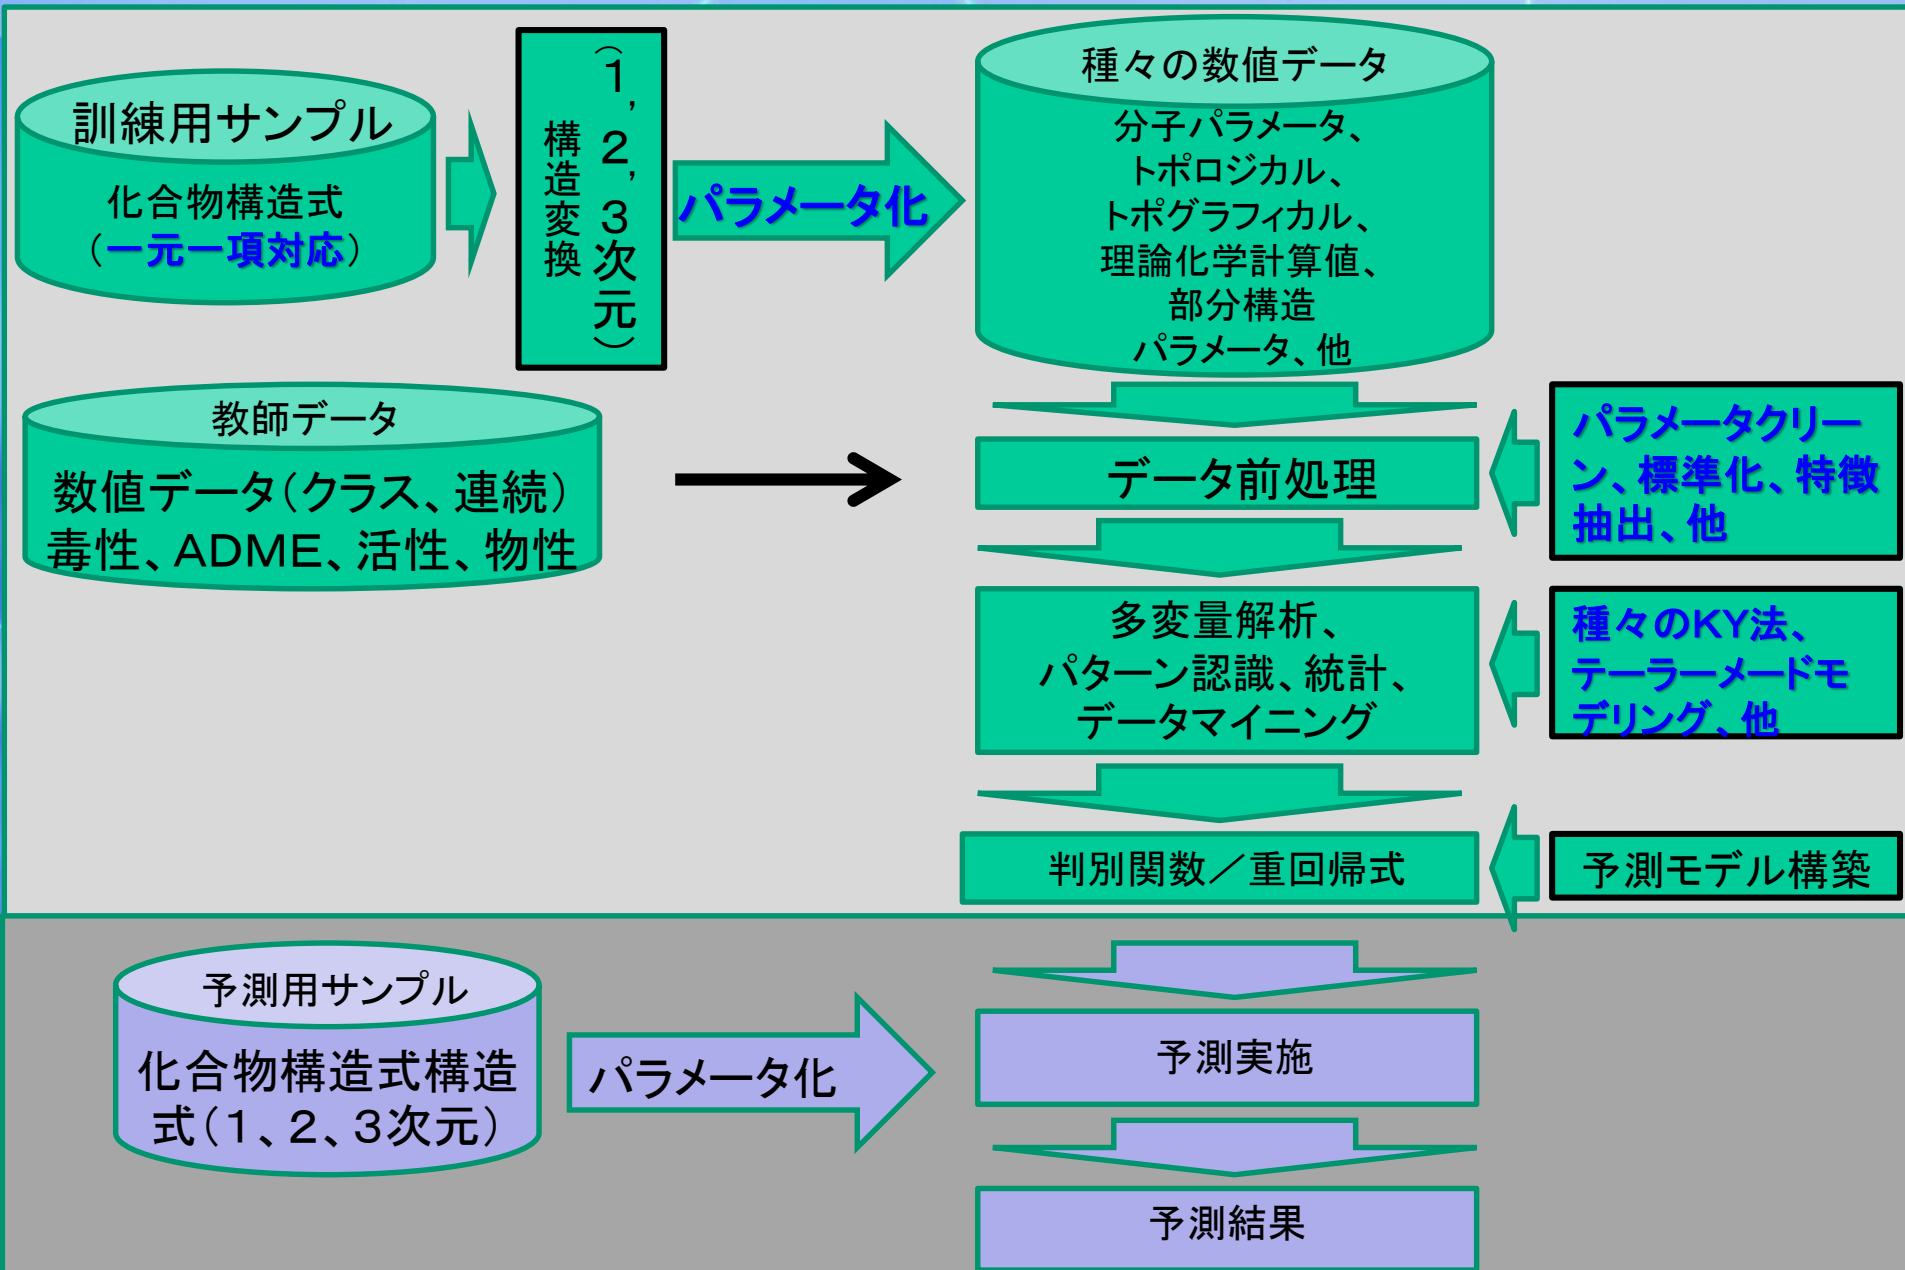 訓練用サンプル
化合物構造式
（一元一項対応）
構造変換
（１，２，３次元）
パラメータ化
種々の数値データ
分子パラメータ、
トポロジカル、
トポグラフィカル、
理論化学計算値、
部分構造
パラメータ、他
教師データ
数値データ（クラス、連続）
毒性、ＡＤＭＥ、活性、物性
データ前処理
パラメータクリー
ン、標準化、特徴
抽出、他
多変量解析、
パターン認識、統計、
データマイニング
種々のＫＹ法、
テーラーメードモ
デリング、他
判別関数／重回帰式
予測モデル構築
予測用サンプル
化合物構造式構造
式（１、２、３次元）
パラメータ化
予測実施
予測結果